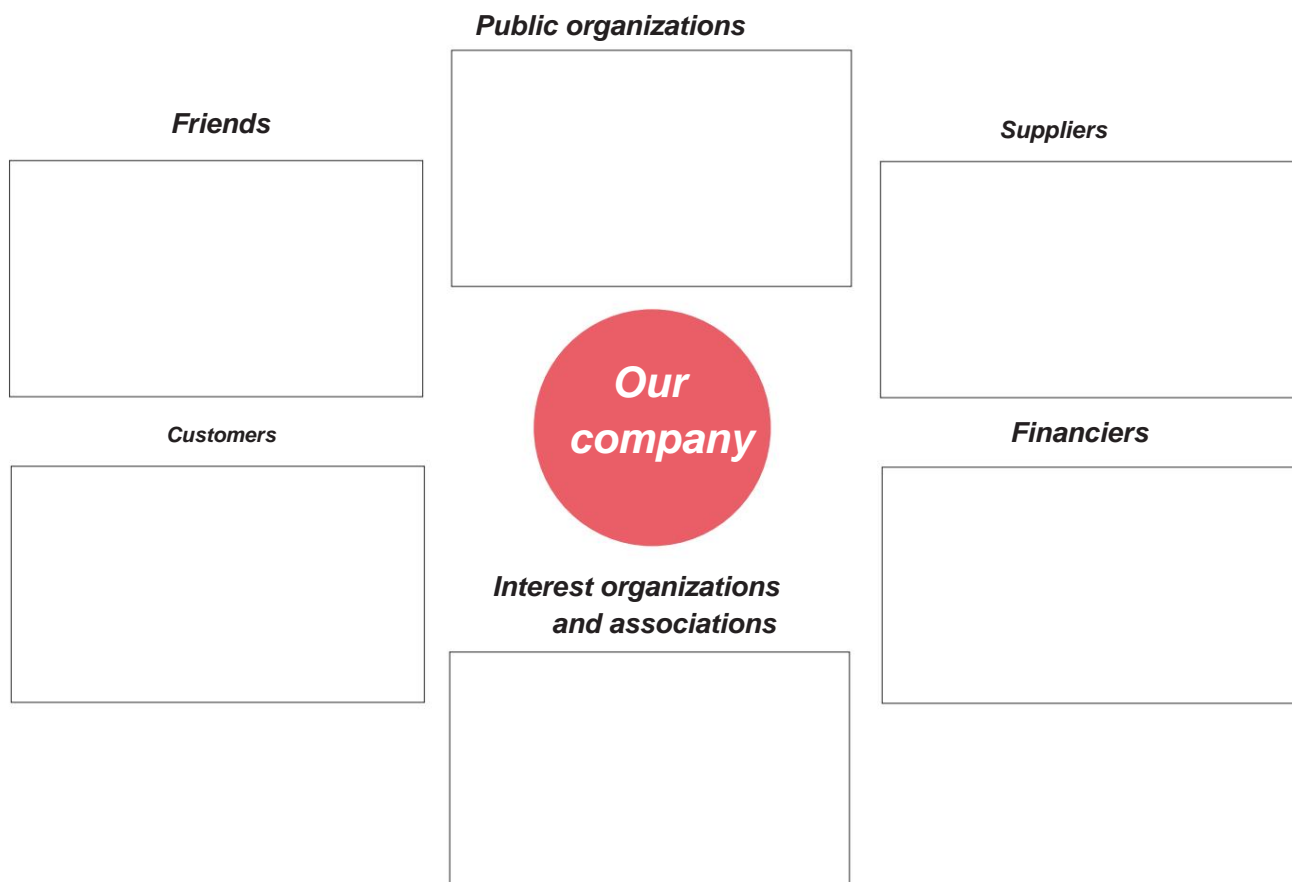 Public organizations
Friends
Suppliers
Our
company
Customers
Financiers
Interest organizations
and associations